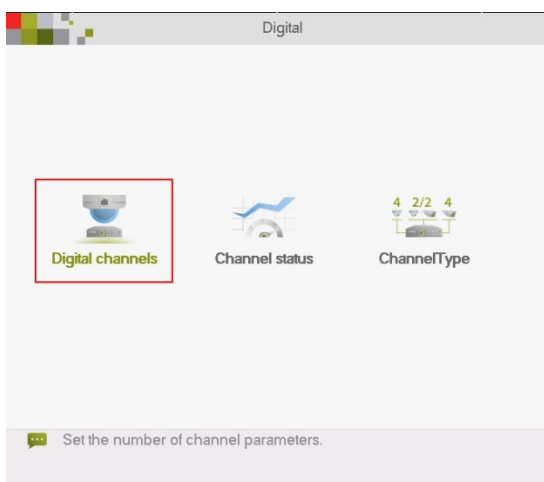 Digital
4 2/2 4
Digital channels
Channel status
ChannelType
Set the number of channel parameters.